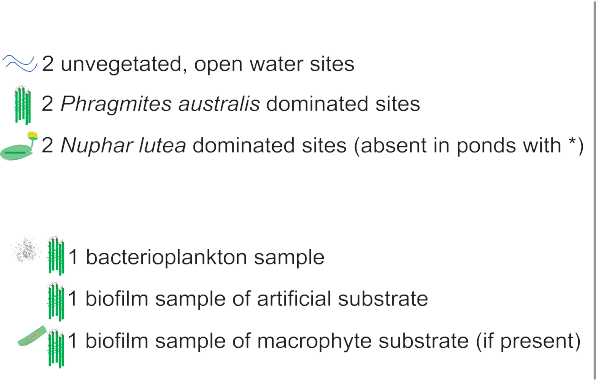 2 unvegetated, open water sites
2 Phragmites australis dominated sites
2 Nuphar lutea dominated sites (absent in ponds with *)
1 bacterioplankton sample
1 biofilm sample of artificial substrate
1 biofilm sample of macrophyte substrate (if present)